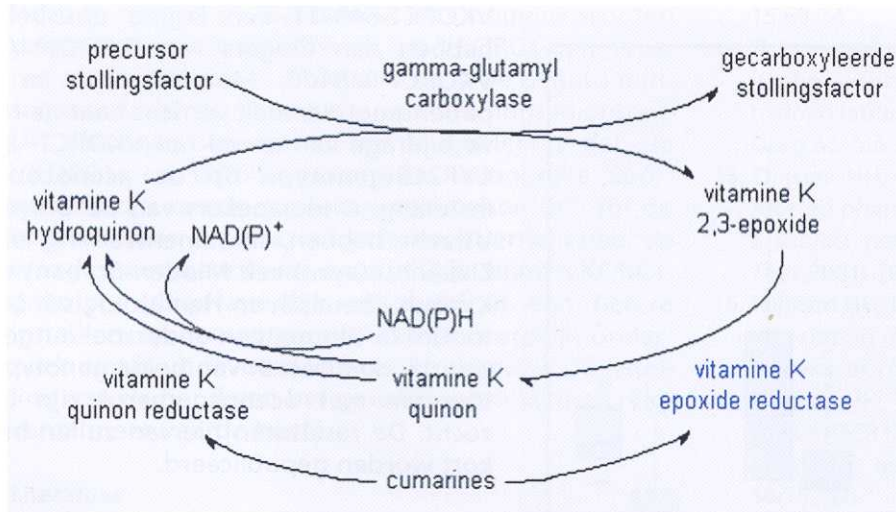 precursor
stollingsfactor
gamma-glutamyl
carboxylase
gecarboxyleerde
stollingsfactor
vitamine K
hydroquinon
NAD(P)+
vitamine K
2,3-epoxide
NAD(P)H
vitamine K
quinon reductase
vitamine K
quinon
vitamine K
epoxide reductase
cumarines